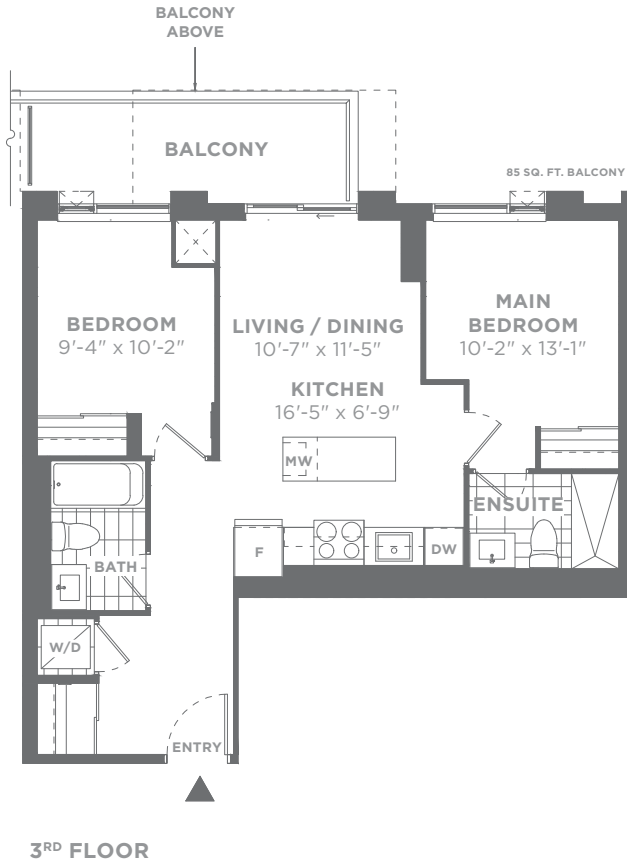 BALCONY
ABOVE
BALCONY
85 SQ. FT. BALCONY
BEDROOM
9'-4" x 10'-2"
LIVING / DINING
10'-7" x 11'-5"
MAIN
BEDROOM
10'-2" x 13'-1"
KITCHEN
16'-5" x 6'-9"
MW
ENSUITE
F
DW
BATH
W/D
ENTRY
3RD FLOOR